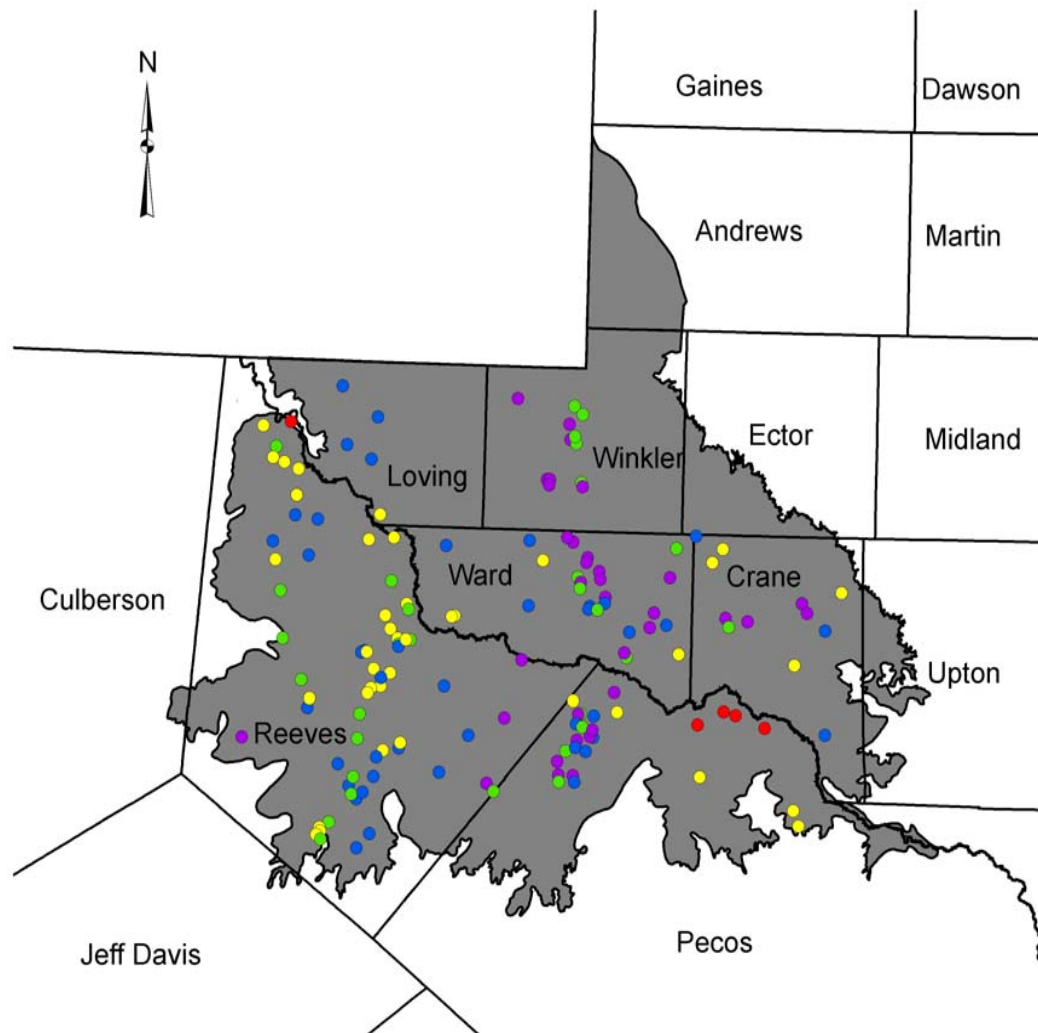 N
Gaines
Dawson
Andrews
Martin
Ector
Midland
Winkler
Loving
Ward
Crane
Culberson
Upton
Reeves
Pecos
Jeff Davis